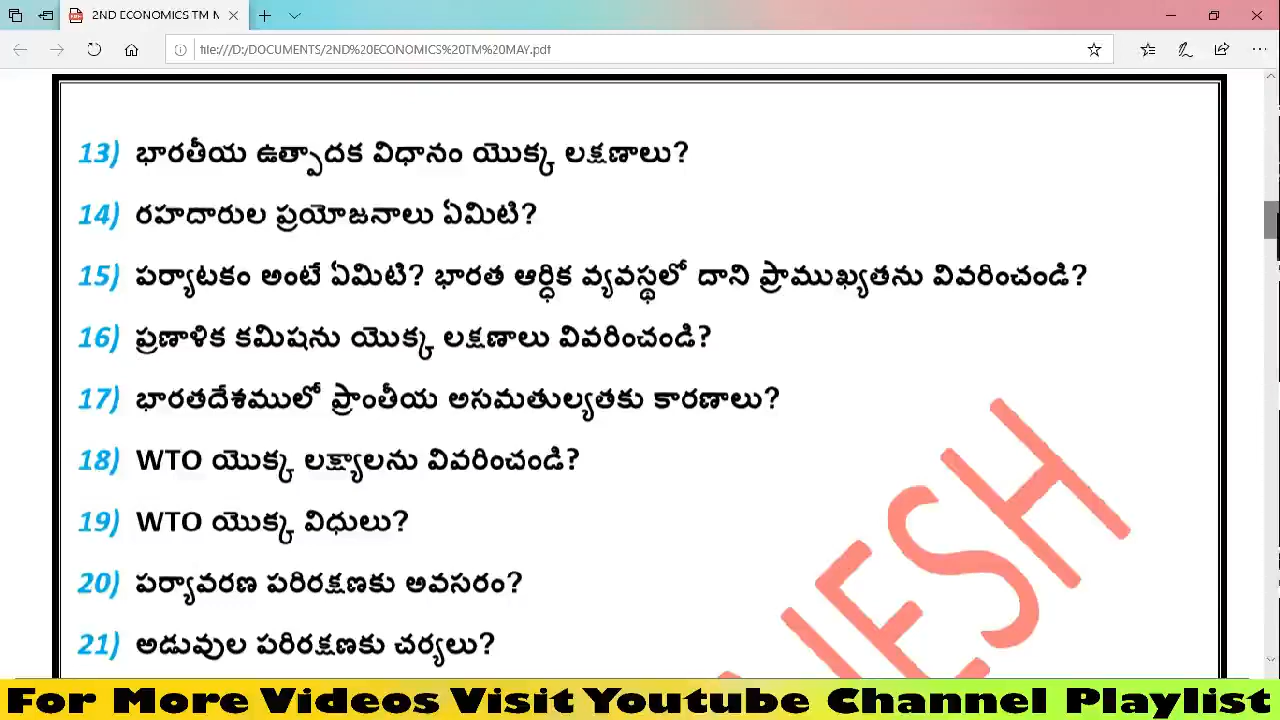 2ND ECONOMICS TM M
file:///D:/DOCUMENTS/2ND%20ECONOMICS%20TM%20MAY.pdf
13) భారతీయ ఉత్పాదక విధానం యొక్క లక్షణాలు?
14) రహదారుల ప్రయోజనాలు ఏమిటి?
15) పర్యాటకం అంటే ఏమిటి? భారత ఆర్ధిక వ్యవస్థలో దాని ప్రాముఖ్యతను వివరించండి?
16) ప్రణాళిక కమిషను యొక్క లక్షణాలు వివరించండి?
17) భారతదేశములో ప్రాంతీయ అసమతుల్యతకు కారణాలు?
18) WTO యొక్క లక్ష్యాలను వివరించండి?
19) WTO యొక్క విధులు?
20) పర్యావరణ పరిరక్షణకు అవసరం?
21) అడువుల పరిరక్షణకు చర్యలు?
ESH
For More Videos Visit Youtube Channel Playlist